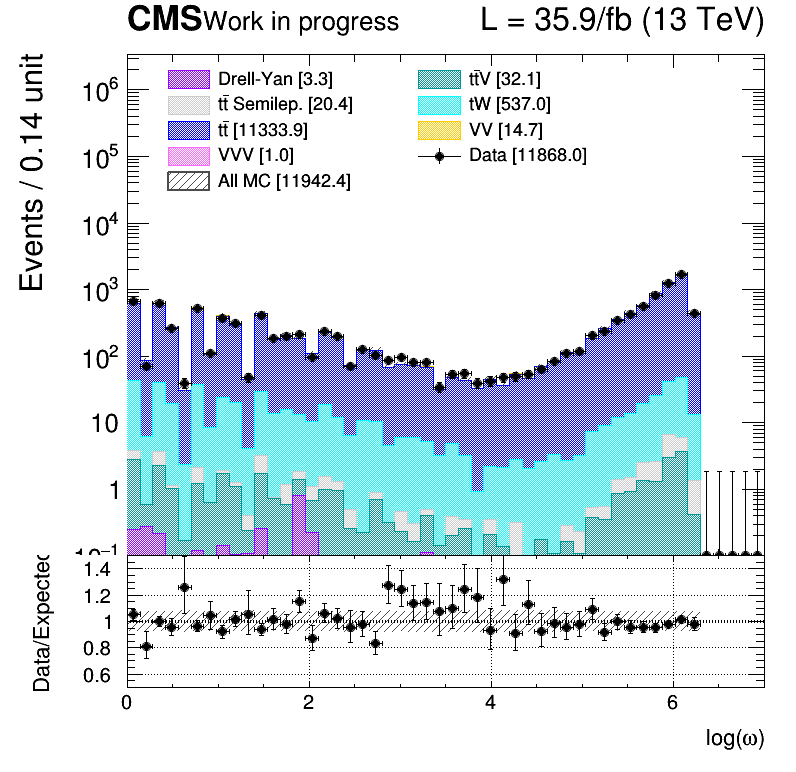 CMS Work in progress L = 35.9/fb (13 TeV)
Events / 0.14 unit
Drell-Yan [3.3]
tt̄ Semilep. [20.4]
tt̄ [11333.9]
VVV [1.0]
All MC [11942.4]
tt̄V [32.1]
tW [537.0]
VV [14.7]
Data [11868.0]
10⁶
10⁵
10⁴
10³
10²
10
1
10⁻¹
Data/Expected
1.4
1.2
1
0.8
0.6
0 2 4 6
log(ω)